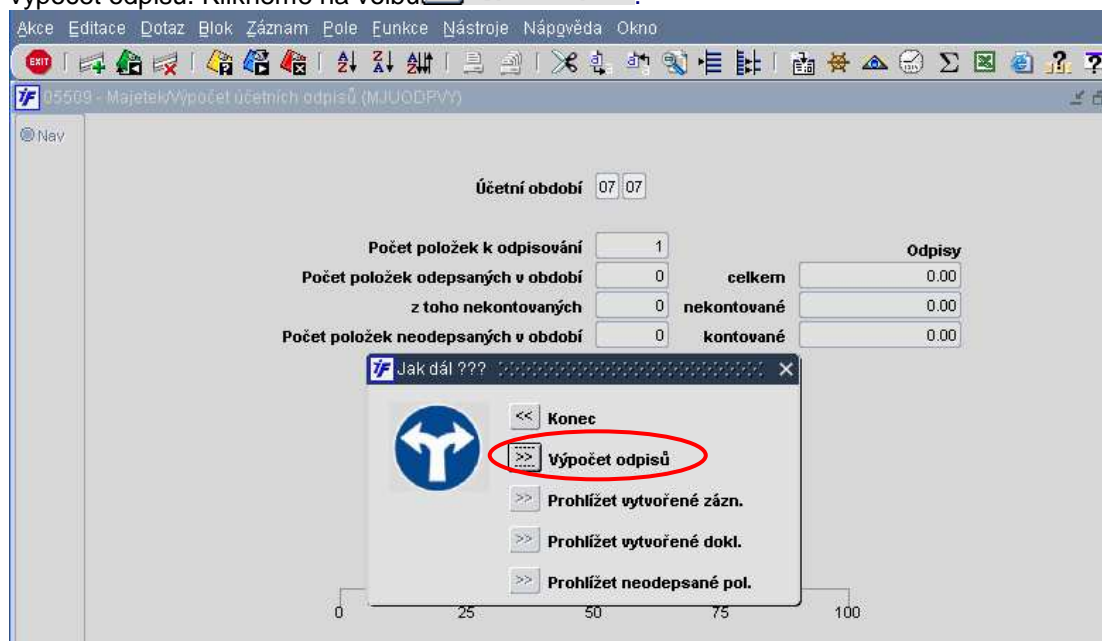 výpočet odpisů. Klikneme na volbu .
Akce Editace Dotaz Blok Záznam Pole Funkce Nástroje Nápověda Okno
EXIT
05509 - Majetek/Výpočet účetních odpisů (MJUODPVY)
Nav
Účetní období 07 07
Počet položek k odpisování 1 Odpisy
Počet položek odepsaných v období 0 celkem 0.00
z toho nekontovaných 0 nekontované 0.00
Počet položek neodepsaných v období 0 kontované 0.00
Jak dál ???
<< Konec
>> Výpočet odpisů
>> Prohlížet vytvořené zázn.
>> Prohlížet vytvořené dokl.
>> Prohlížet neodepsané pol.
0 25 50 75 100